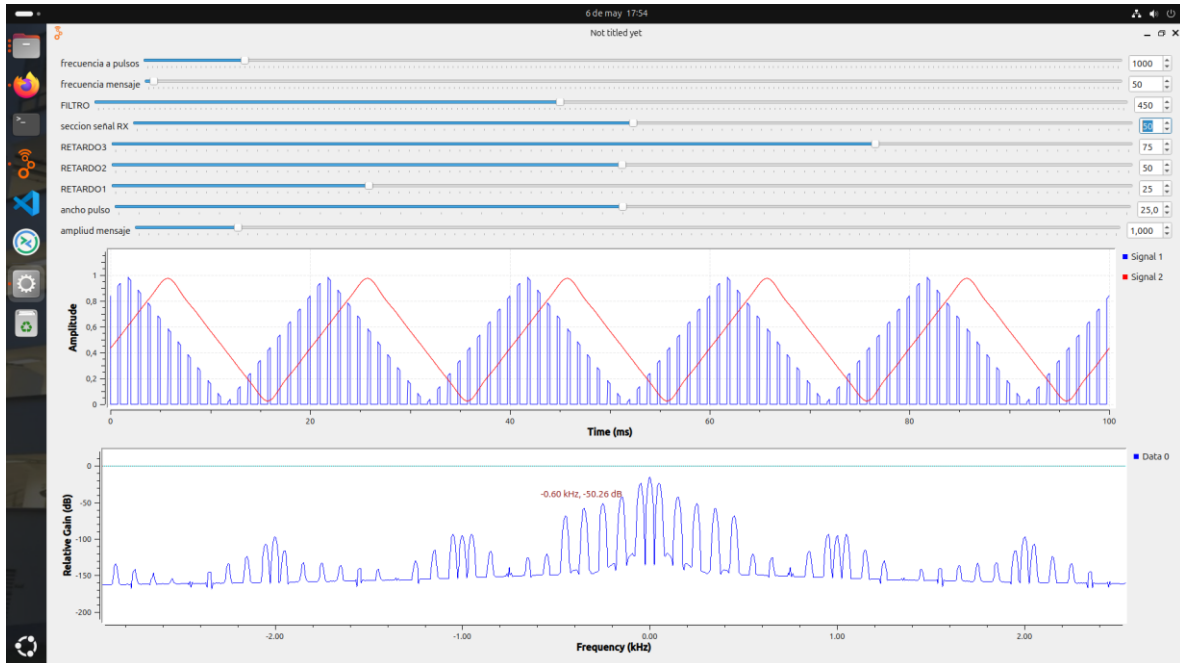 6 de may 17:54
Not titled yet
frecuencia a pulsos 1000
frecuencia mensaje 50
FILTRO 450
seccion señal RX 50
RETARDO3 75
RETARDO2 50
RETARDO1 25
ancho pulso 25,0
ampliud mensaje 1,000
Signal 1
Signal 2
Amplitude
1
0,8
0,6
0,4
0,2
0
0 20 40 60 80 100
Time (ms)
Data 0
Relative Gain (dB)
0
-0.60 kHz, -50.26 dB
-50
-100
-150
-200
-2.00 -1.00 0.00 1.00 2.00
Frequency (kHz)